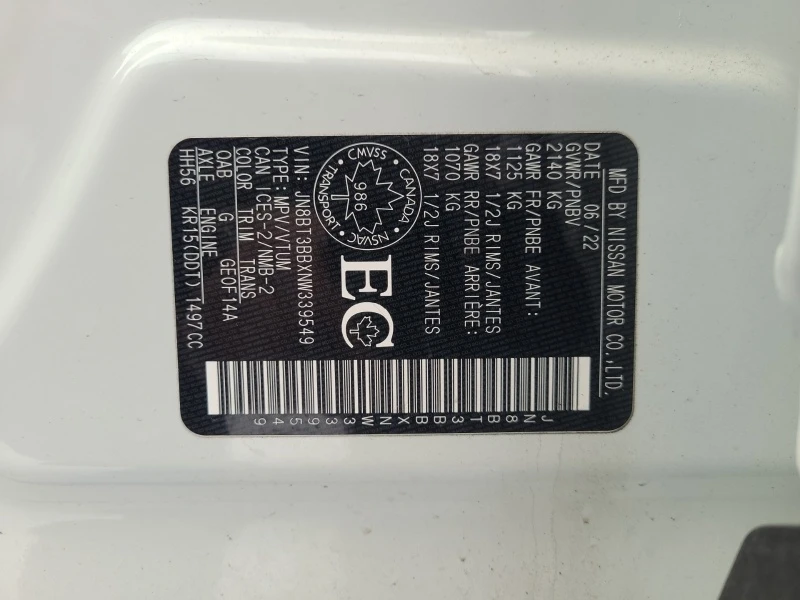 MFD BY NISSAN MOTOR CO.,LTD.
DATE 06/22
GVWR/PNBV
2140 KG
GAWR FR/PNBE AVANT:
1125 KG
18X7 1/2J RIMS/JANTES
GAWR RR/PNBE ARRIÈRE:
1070 KG
18X7 1/2J RIMS/JANTES
CMVSS · CANADA
TRANSPORT · NSVAC
986
EC
VIN: JN8BT3BBXNW339549
TYPE: MPV/VTUM
CAN ICES-2/NMB-2
COLOR TRIM TRANS
QAB G GE0F14A
AXLE ENGINE
HH56 KR15(DDT) 1497CC
JN8BT3BBXNW339549